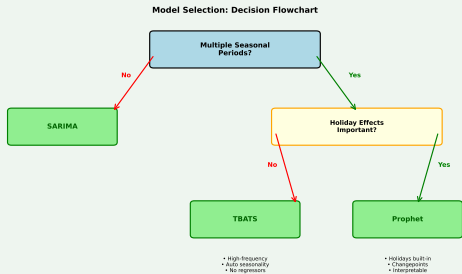 Model Selection: Decision Flowchart
Multiple Seasonal
Periods?
No
Yes
SARIMA
Holiday Effects
Important?
No
Yes
TBATS
Prophet
• High-frequency
• Auto seasonality
• No regressors
• Holidays built-in
• Changepoints
• Interpretable